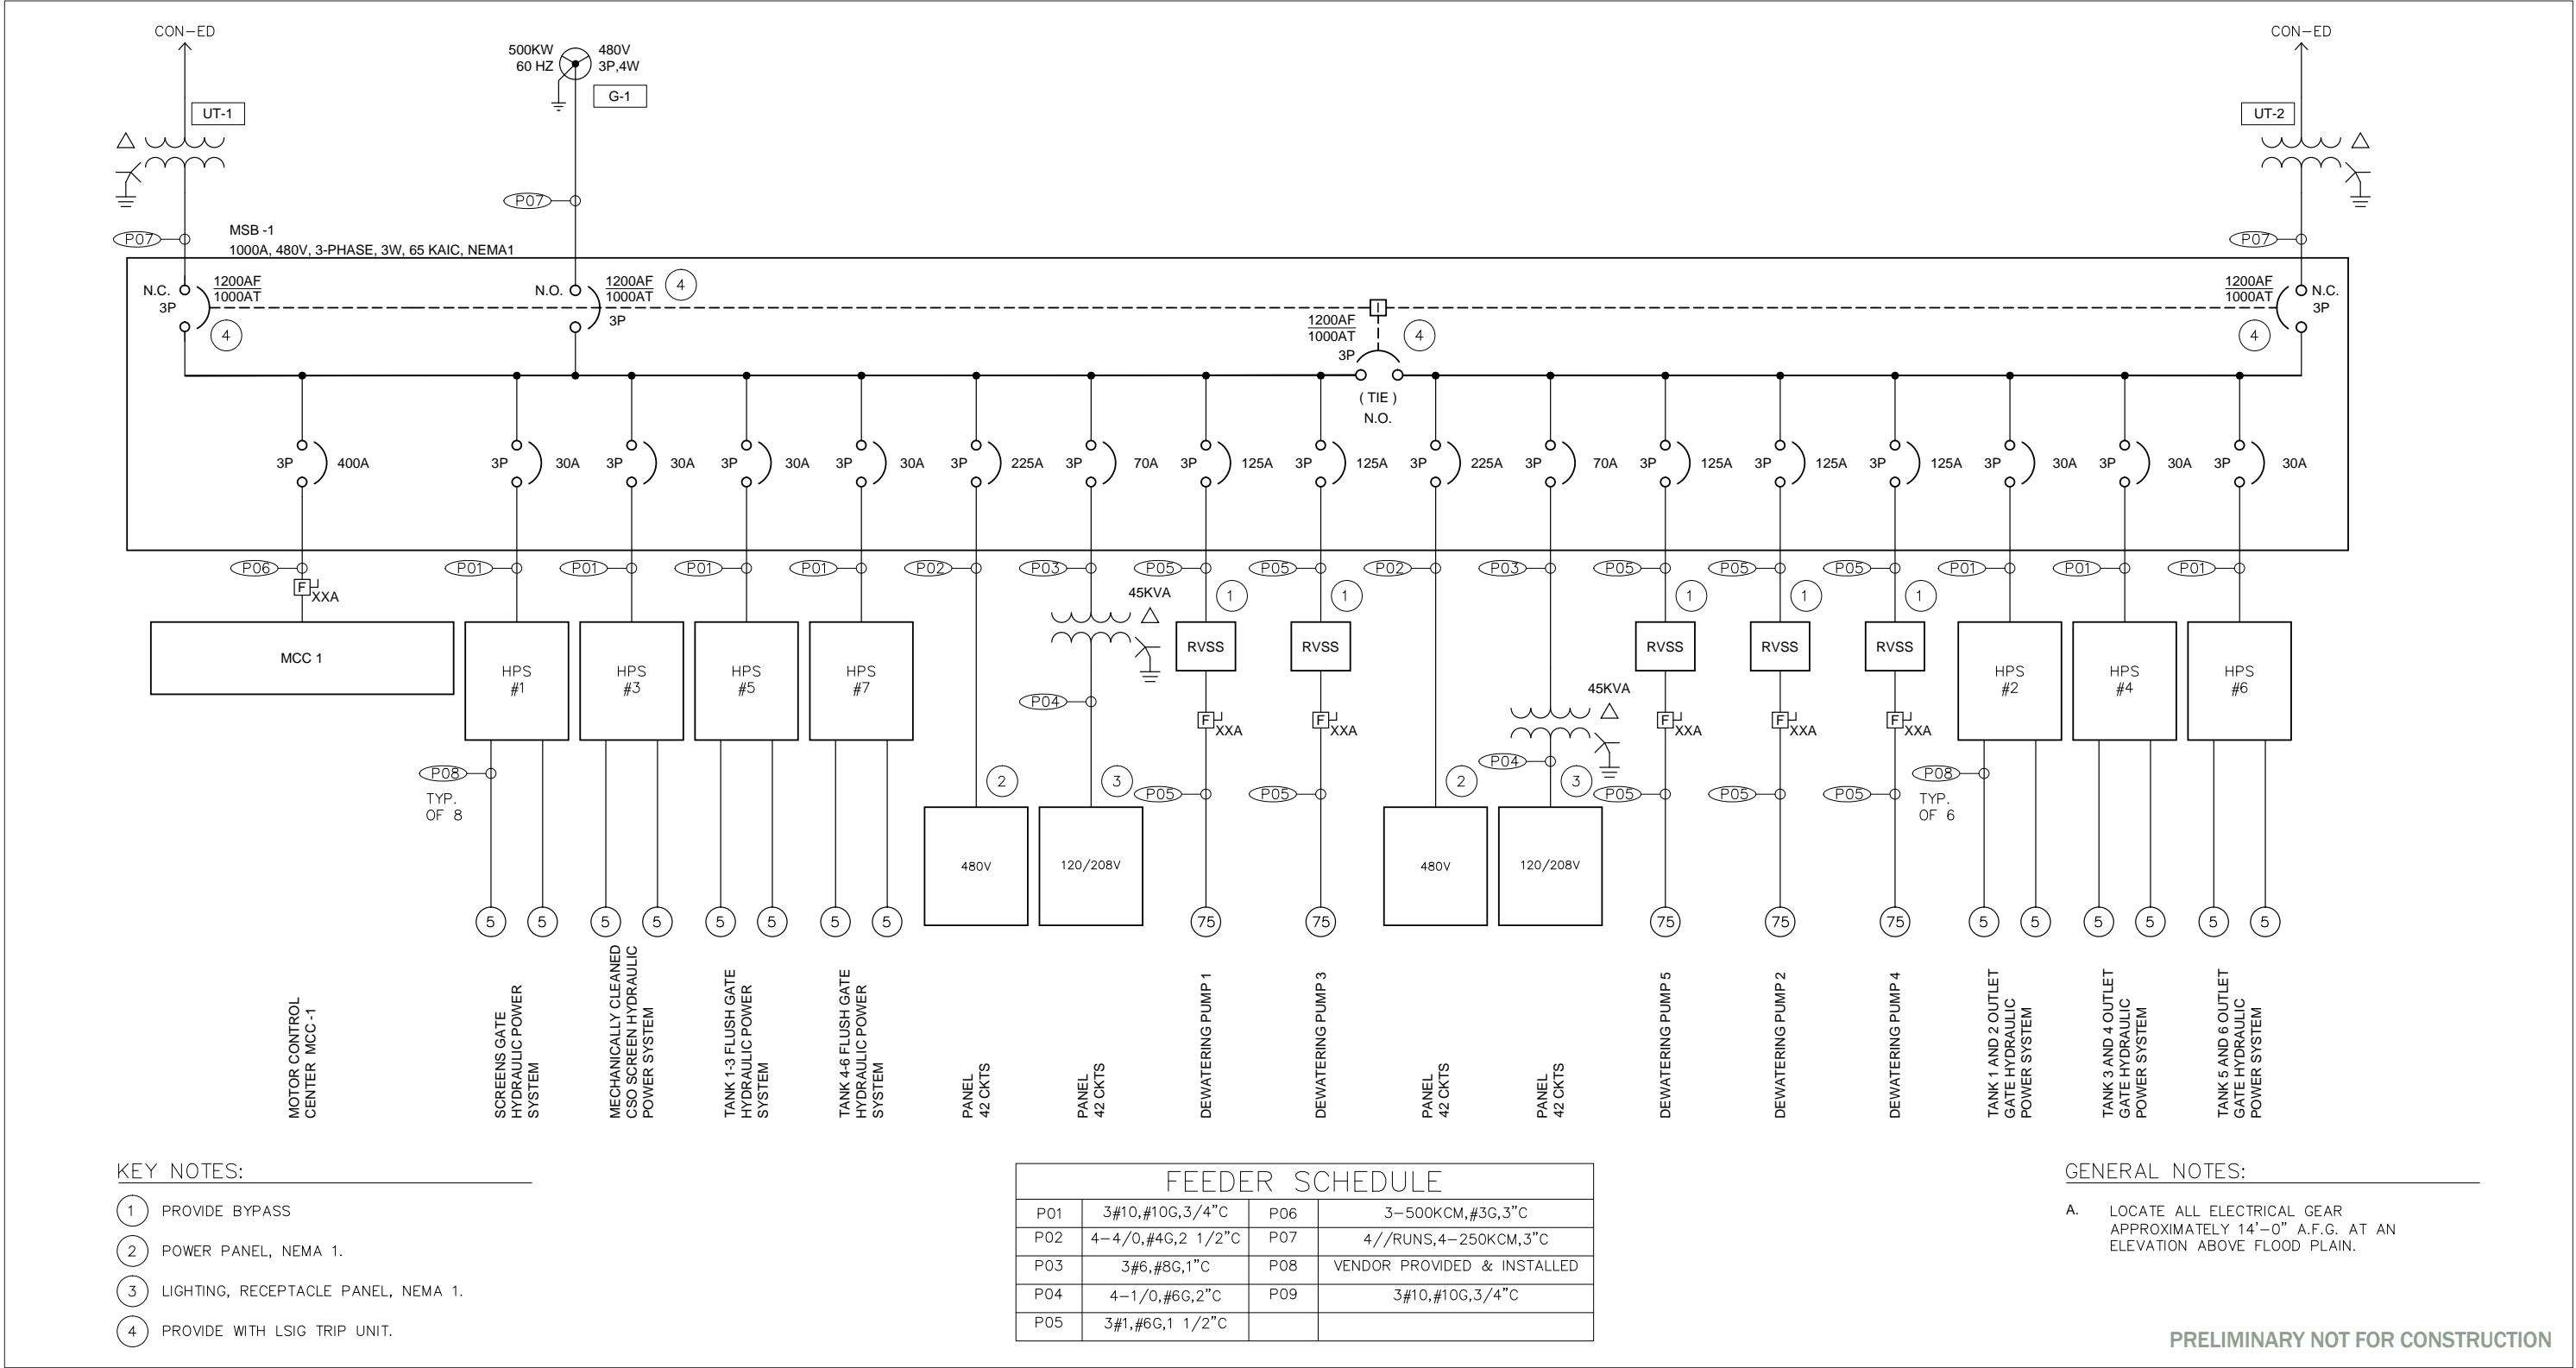 CON-ED
500KW
60 HZ
480V
3P,4W
G-1
CON-ED
UT-1
UT-2
P07
P07
P07
MSB -1
1000A, 480V, 3-PHASE, 3W, 65 KAIC, NEMA1
N.C.
3P
1200AF
1000AT
4
N.O.
1200AF
1000AT
3P
4
I
1200AF
1000AT
3P
4
( TIE )
N.O.
1200AF
1000AT
4
N.C.
3P
3P 400A
3P 30A
3P 30A
3P 30A
3P 30A
3P 225A
3P 70A
3P 125A
3P 125A
3P 225A
3P 70A
3P 125A
3P 125A
3P 125A
3P 30A
3P 30A
3P 30A
P06
P01
P01
P01
P01
P02
P03
P05
P05
P02
P03
P05
P05
P05
P01
P01
P01
F
XXA
45KVA
1
1
1
1
1
MCC 1
HPS
#1
HPS
#3
HPS
#5
HPS
#7
RVSS
RVSS
RVSS
RVSS
RVSS
HPS
#2
HPS
#4
HPS
#6
P04
45KVA
F
XXA
F
XXA
F
XXA
F
XXA
F
XXA
P04
P08
TYP.
OF 8
2
3
P05
P05
2
3
P05
P05
P05
P08
TYP.
OF 6
480V
120/208V
480V
120/208V
5
5
5
5
5
5
5
5
75
75
75
75
75
5
5
5
5
5
5
MOTOR CONTROL
CENTER MCC-1
SCREENS GATE
HYDRAULIC POWER
SYSTEM
MECHANICALLY CLEANED
CSO SCREEN HYDRAULIC
POWER SYSTEM
TANK 1-3 FLUSH GATE
HYDRAULIC POWER
SYSTEM
TANK 4-6 FLUSH GATE
HYDRAULIC POWER
SYSTEM
PANEL
42 CKTS
PANEL
42 CKTS
DEWATERING PUMP 1
DEWATERING PUMP 3
PANEL
42 CKTS
PANEL
42 CKTS
DEWATERING PUMP 5
DEWATERING PUMP 2
DEWATERING PUMP 4
TANK 1 AND 2 OUTLET
GATE HYDRAULIC
POWER SYSTEM
TANK 3 AND 4 OUTLET
GATE HYDRAULIC
POWER SYSTEM
TANK 5 AND 6 OUTLET
GATE HYDRAULIC
POWER SYSTEM
KEY NOTES:
1 PROVIDE BYPASS
2 POWER PANEL, NEMA 1.
3 LIGHTING, RECEPTACLE PANEL, NEMA 1.
4 PROVIDE WITH LSIG TRIP UNIT.
FEEDER SCHEDULE
P01 3#10,#10G,3/4"C P06 3-500KCM,#3G,3"C
P02 4-4/0,#4G,2 1/2"C P07 4//RUNS,4-250KCM,3"C
P03 3#6,#8G,1"C P08 VENDOR PROVIDED & INSTALLED
P04 4-1/0,#6G,2"C P09 3#10,#10G,3/4"C
P05 3#1,#6G,1 1/2"C
GENERAL NOTES:
A. LOCATE ALL ELECTRICAL GEAR
APPROXIMATELY 14'-0" A.F.G. AT AN
ELEVATION ABOVE FLOOD PLAIN.
PRELIMINARY NOT FOR CONSTRUCTION